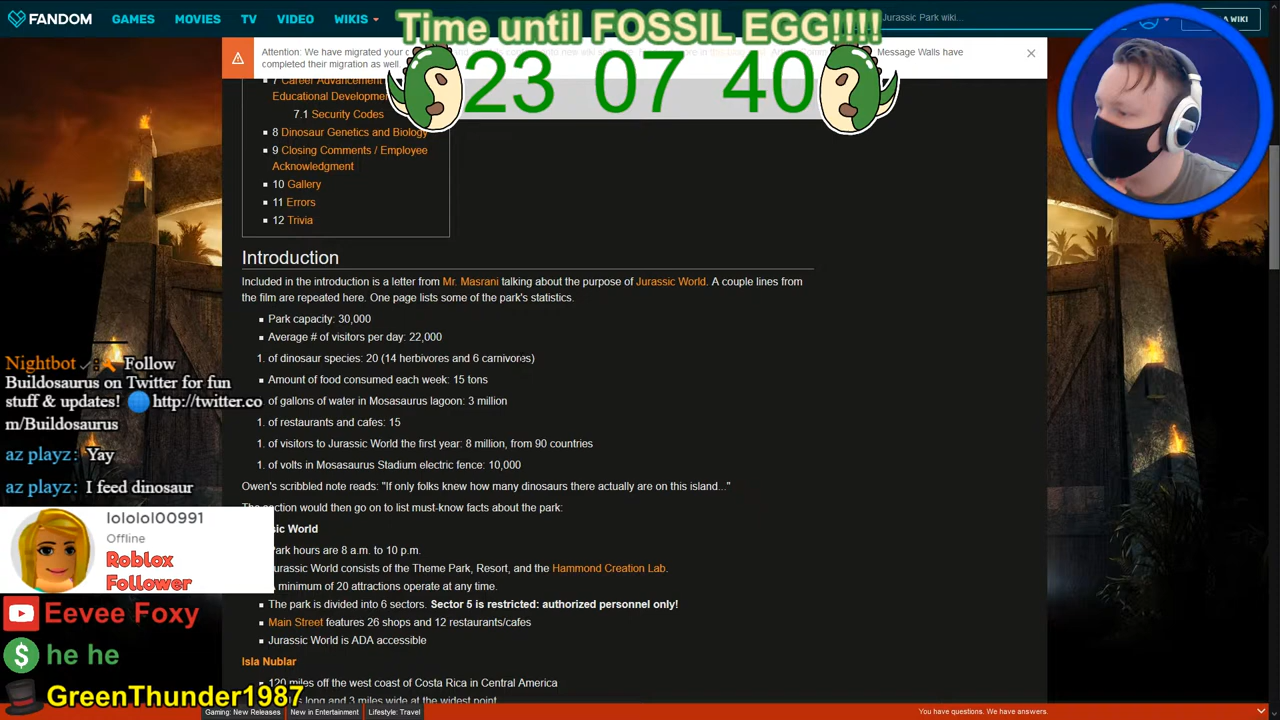 FANDOM GAMES MOVIES TV VIDEO WIKIS
Jurassic Park wiki...
A WIKI
Time until FOSSIL EGG!!!!
23 07 40
Attention: We have migrated your
Message Walls have
completed their migration as well.
7 Career Advancement
Educational Development
7.1 Security Codes
8 Dinosaur Genetics and Biology
9 Closing Comments / Employee
Acknowledgment
10 Gallery
11 Errors
12 Trivia
Introduction
Included in the introduction is a letter from Mr. Masrani talking about the purpose of Jurassic World. A couple lines from
the film are repeated here. One page lists some of the park's statistics.
Park capacity: 30,000
Average # of visitors per day: 22,000
1. of dinosaur species: 20 (14 herbivores and 6 carnivores)
Amount of food consumed each week: 15 tons
1. of gallons of water in Mosasaurus lagoon: 3 million
1. of restaurants and cafes: 15
1. of visitors to Jurassic World the first year: 8 million, from 90 countries
1. of volts in Mosasaurus Stadium electric fence: 10,000
Owen's scribbled note reads: "If only folks knew how many dinosaurs there actually are on this island..."
The section would then go on to list must-know facts about the park:
World
Park hours are 8 a.m. to 10 p.m.
Jurassic World consists of the Theme Park, Resort, and the Hammond Creation Lab.
A minimum of 20 attractions operate at any time.
The park is divided into 6 sectors. Sector 5 is restricted: authorized personnel only!
Main Street features 26 shops and 12 restaurants/cafes
Jurassic World is ADA accessible
Isla Nublar
120 miles off the west coast of Costa Rica in Central America
long and 3 miles wide at the widest point
Nightbot : Follow
Buildosaurus on Twitter for fun
stuff & updates! http://twitter.co
m/Buildosaurus
az playz: Yay
az playz: I feed dinosaur
lololol00991
Offline
Roblox
Follower
Eevee Foxy
$ he he
GreenThunder1987
Gaming: New Releases New in Entertainment Lifestyle: Travel
You have questions. We have answers.